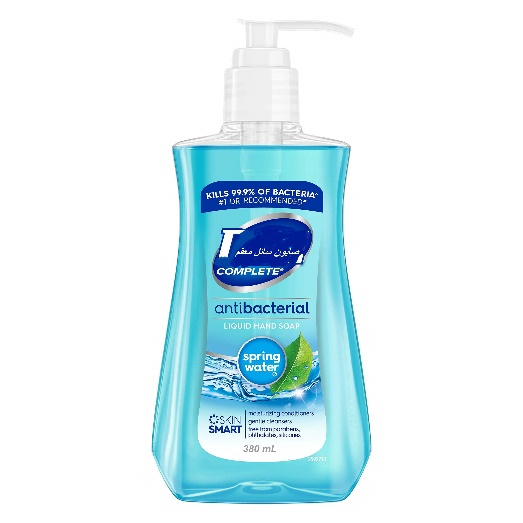 KILLS 99.9% OF BACTERIA^
#1 DR RECOMMENDED*
صابون سائل معقم
COMPLETE®
antibacterial
LIQUID HAND SOAP
spring
water
SKIN
SMART
moisturizing conditioners
gentle cleansers
free from parabens,
phthalates, silicones
380 mL